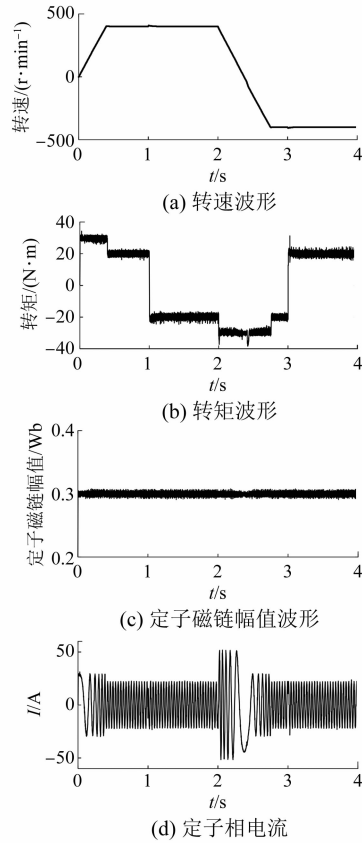 500
0
−500
转速/(r·min⁻¹)
0 1 2 3 4
t/s
(a) 转速波形
40
20
0
−20
−40
转矩/(N·m)
0 1 2 3 4
t/s
(b) 转矩波形
0.4
0.3
0.2
定子磁链幅值/Wb
0 1 2 3 4
t/s
(c) 定子磁链幅值波形
50
0
−50
I/A
0 1 2 3 4
t/s
(d) 定子相电流